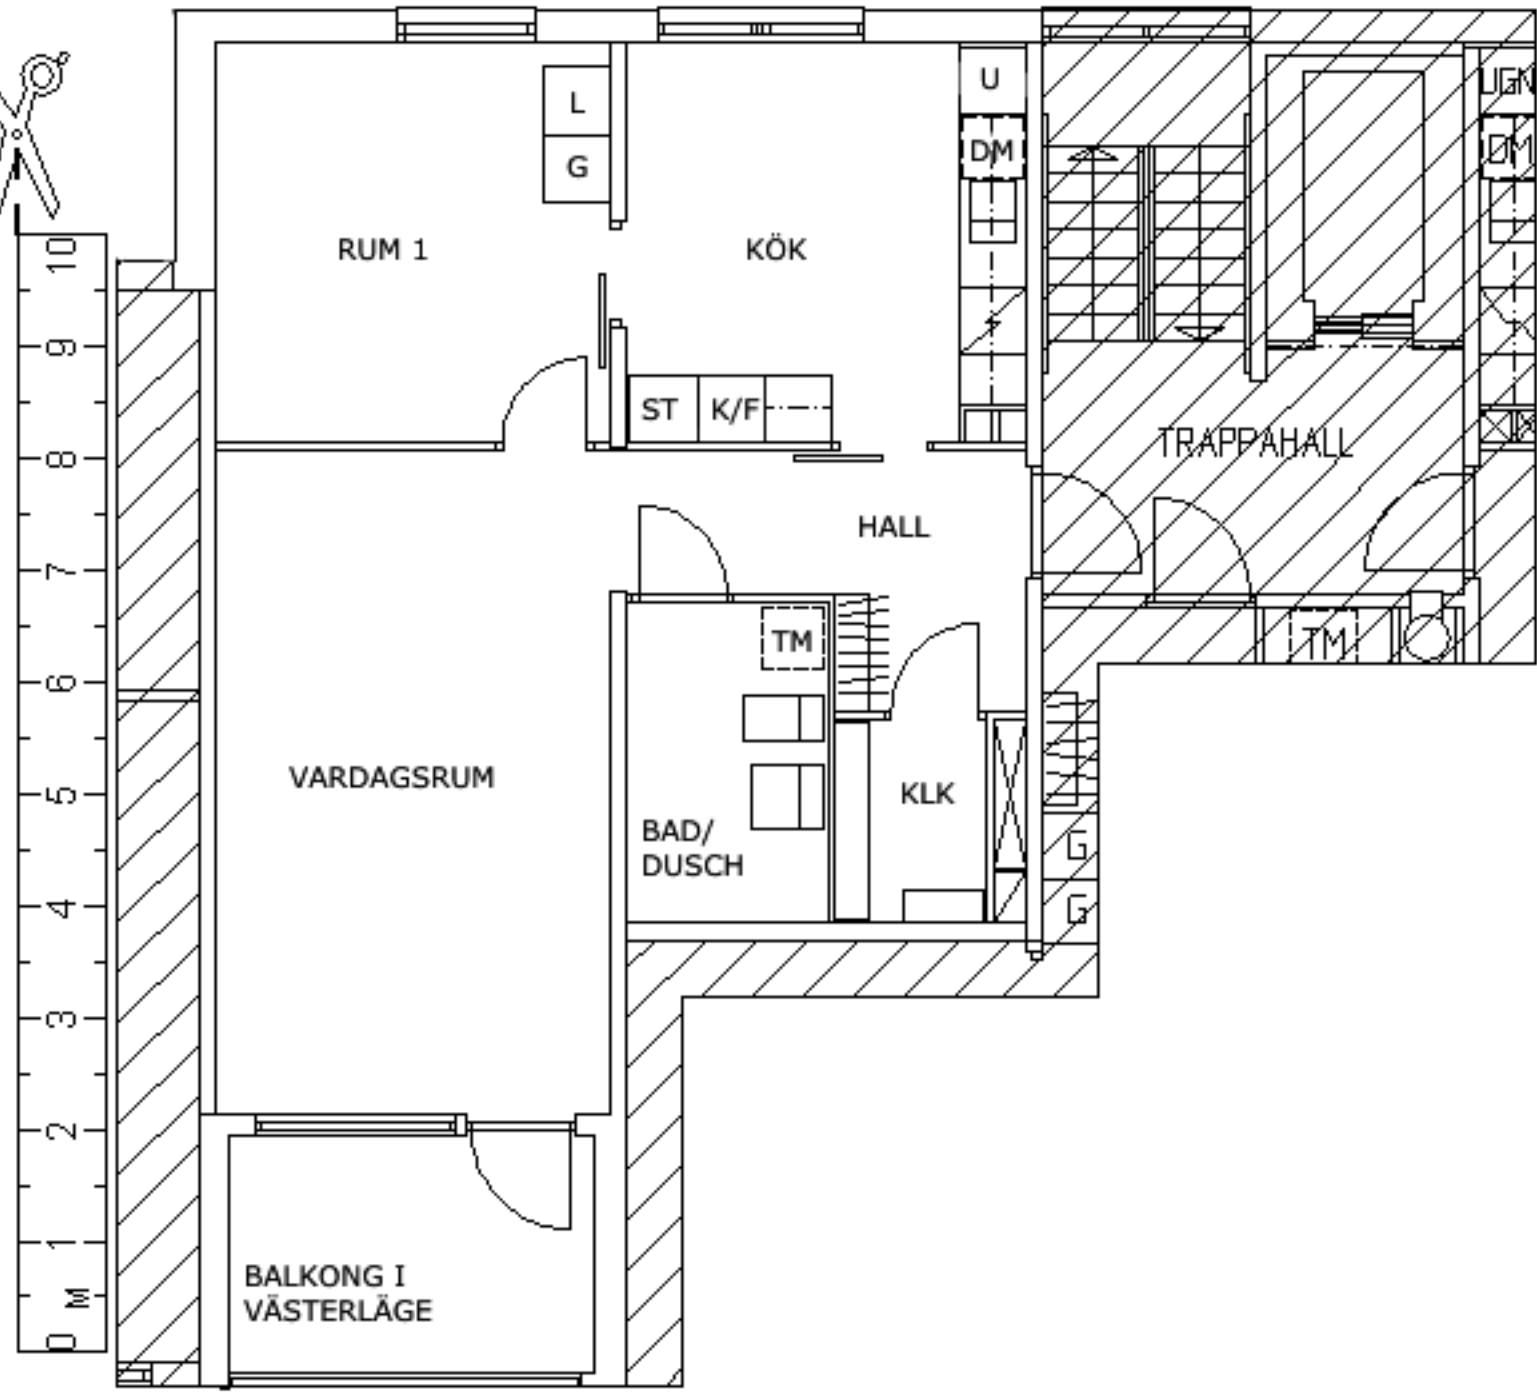 U
UGN
L
DM
DM
G
RUM 1
KÖK
ST
K/F
TRAPPAHALL
HALL
TM
TM
VARDAGSRUM
KLK
BAD/
DUSCH
G
G
BALKONG I
VÄSTERLÄGE
10
9
8
7
6
5
4
3
2
1
M
0